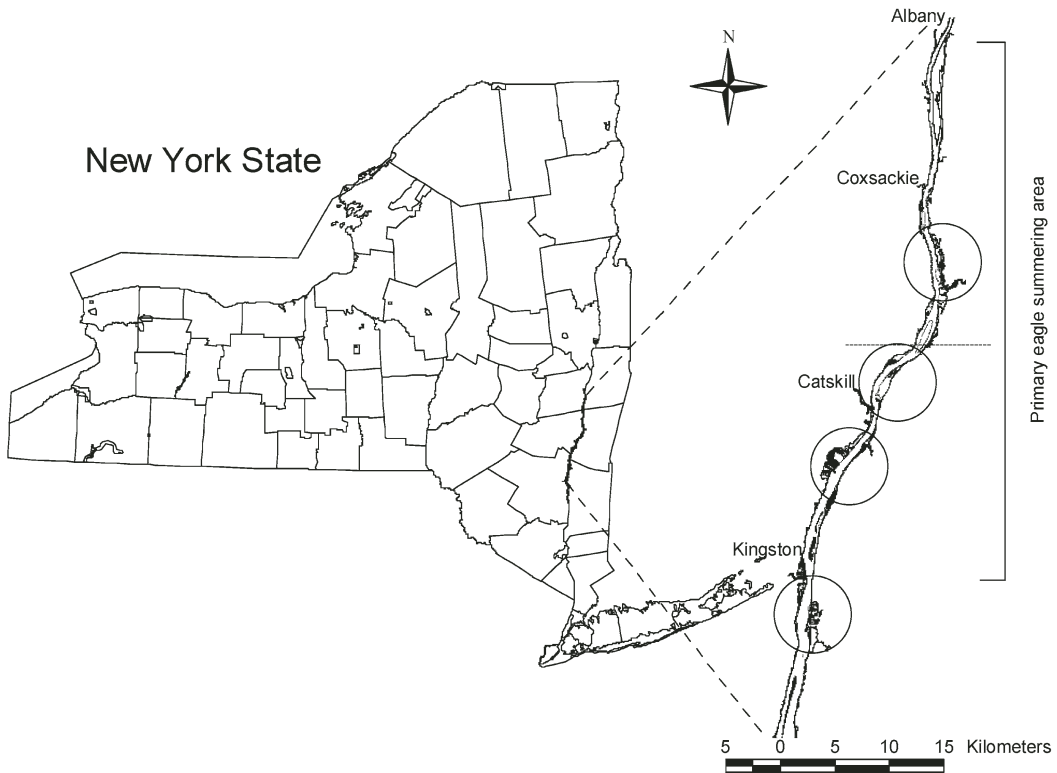 Albany
N
New York State
Coxsackie
Primary eagle summering area
Catskill
Kingston
5 0 5 10 15 Kilometers